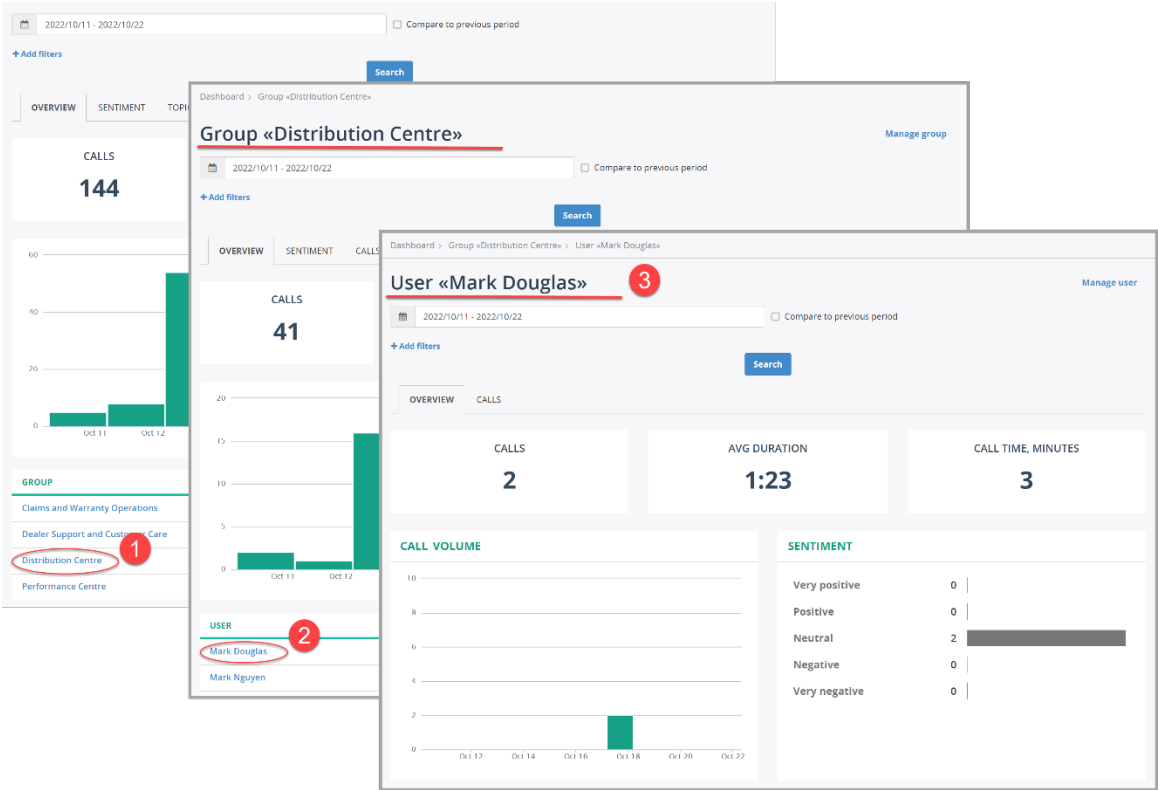 2022/10/11 - 2022/10/22
Compare to previous period
+ Add filters
Search
OVERVIEW SENTIMENT TOPI
CALLS
144
60
40
20
0
Oct 11 Oct 12
GROUP
Claims and Warranty Operations
Dealer Support and Customer Care
Distribution Centre
Performance Centre
1
Dashboard > Group «Distribution Centre»
Group «Distribution Centre»
Manage group
2022/10/11 - 2022/10/22
Compare to previous period
+ Add filters
Search
OVERVIEW SENTIMENT CALLS
CALLS
41
20
15
10
5
0
Oct 11 Oct 12
USER
Mark Douglas
Mark Nguyen
2
Dashboard > Group «Distribution Centre» > User «Mark Douglas»
User «Mark Douglas»
3
Manage user
2022/10/11 - 2022/10/22
Compare to previous period
+ Add filters
Search
OVERVIEW CALLS
CALLS
2
AVG DURATION
1:23
CALL TIME, MINUTES
3
CALL VOLUME
10
8
6
4
2
0
Oct 12 Oct 14 Oct 16 Oct 18 Oct 20 Oct 22
SENTIMENT
Very positive 0
Positive 0
Neutral 2
Negative 0
Very negative 0